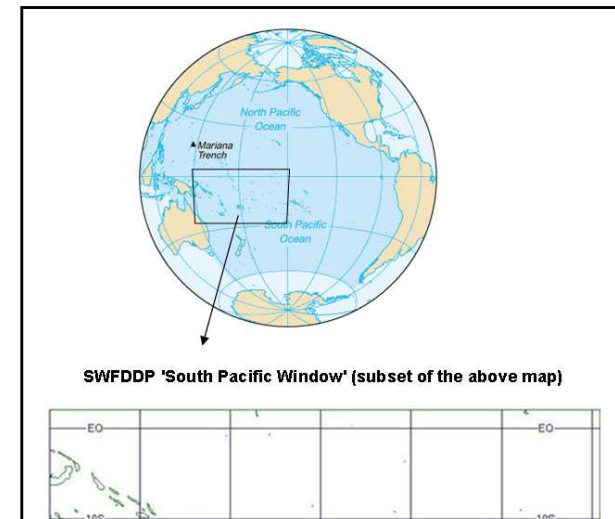 North Pacific
Ocean
Mariana
Trench
South Pacific
Ocean
SWFDDP 'South Pacific Window' (subset of the above map)
EQ EQ
10S 10S